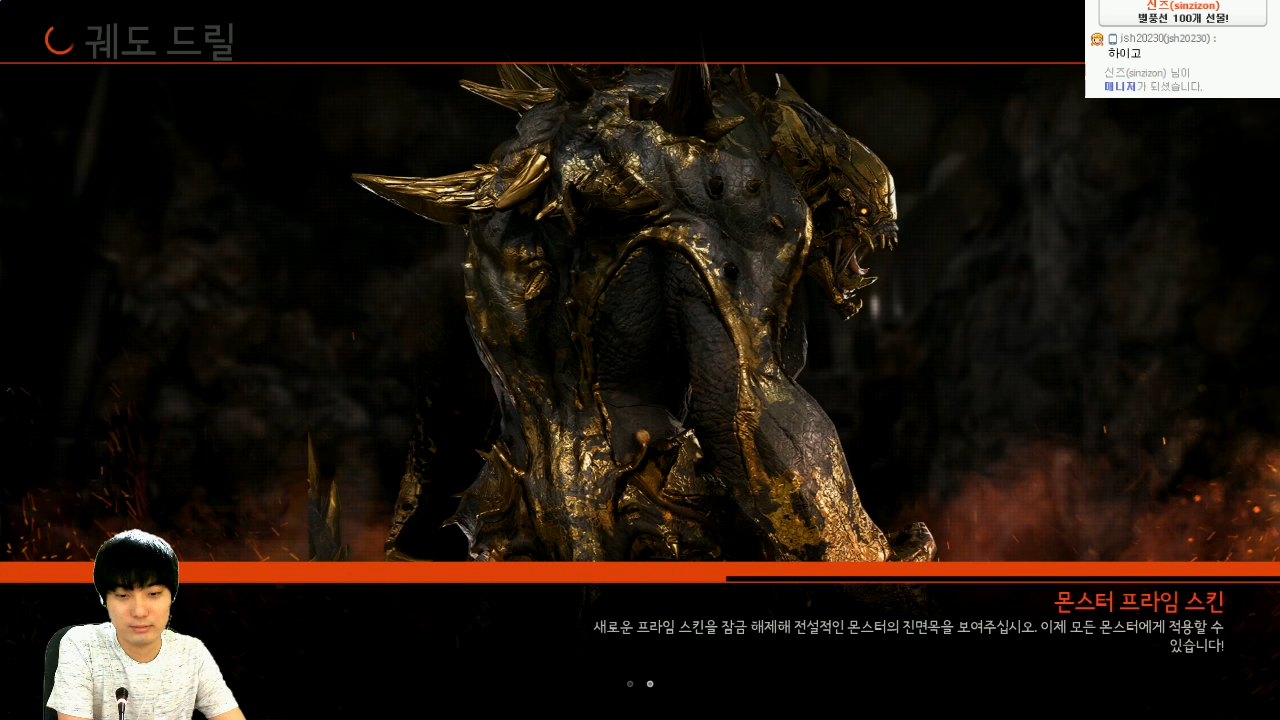 궤도 드릴
신즈(sinzizon)
별풍선 100개 선물!
jsh20230(jsh20230) :
하이고
신즈(sinzizon) 님이
매니저가 되셨습니다.
몬스터 프라임 스킨
새로운 프라임 스킨을 잠금 해제해 전설적인 몬스터의 진면목을 보여주십시오. 이제 모든 몬스터에게 적용할 수
있습니다!